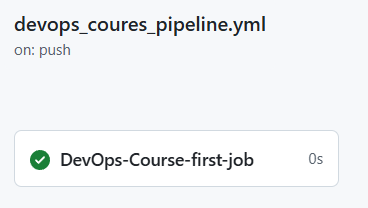 devops_coures_pipeline.yml
on: push
DevOps-Course-first-job 0s